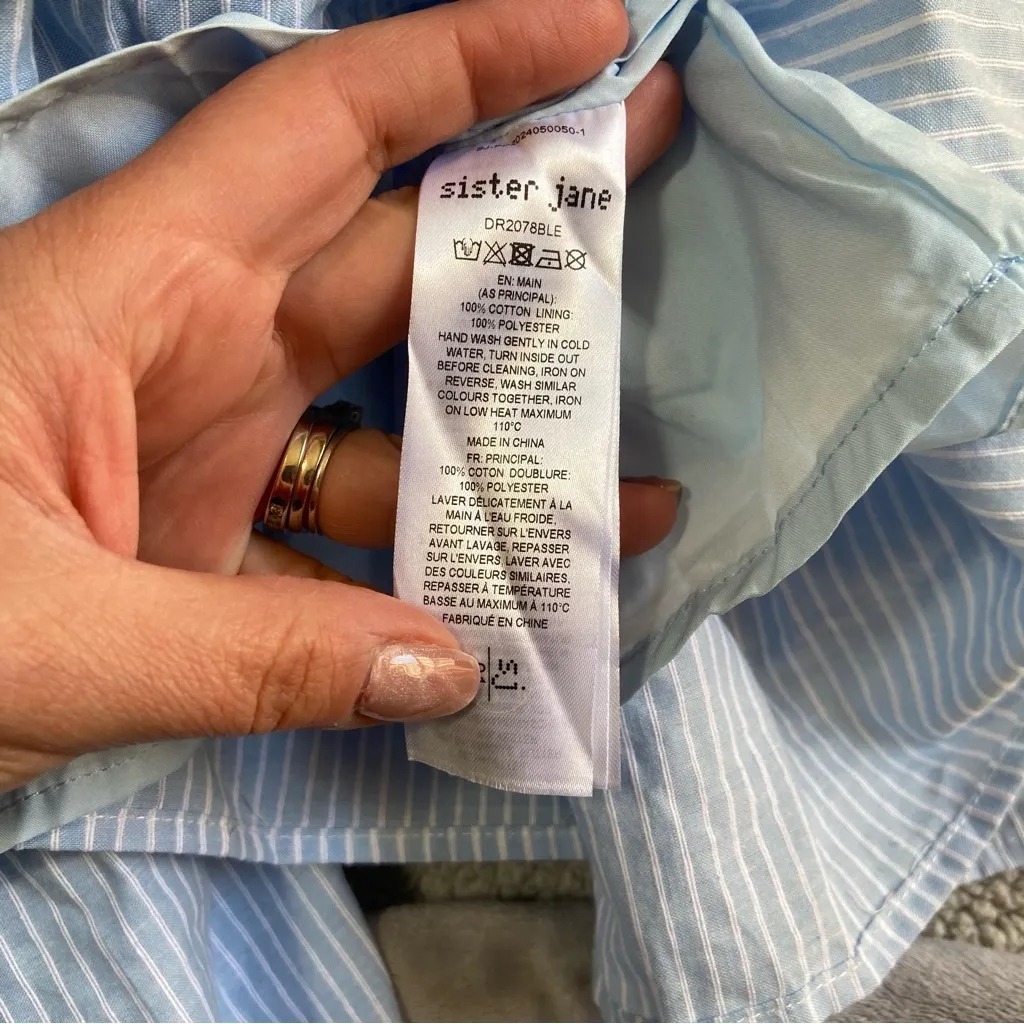 024050050-1
sister jane
DR2078BLE
EN: MAIN
(AS PRINCIPAL):
100% COTTON LINING:
100% POLYESTER
HAND WASH GENTLY IN COLD
WATER, TURN INSIDE OUT
BEFORE CLEANING, IRON ON
REVERSE, WASH SIMILAR
COLOURS TOGETHER, IRON
ON LOW HEAT MAXIMUM
110°C
MADE IN CHINA
FR: PRINCIPAL:
100% COTON DOUBLURE:
100% POLYESTER
LAVER DÉLICATEMENT À LA
MAIN À L'EAU FROIDE,
RETOURNER SUR L'ENVERS
AVANT LAVAGE, REPASSER
SUR L'ENVERS, LAVER AVEC
DES COULEURS SIMILAIRES,
REPASSER À TEMPÉRATURE
BASSE AU MAXIMUM À 110°C
FABRIQUÉ EN CHINE